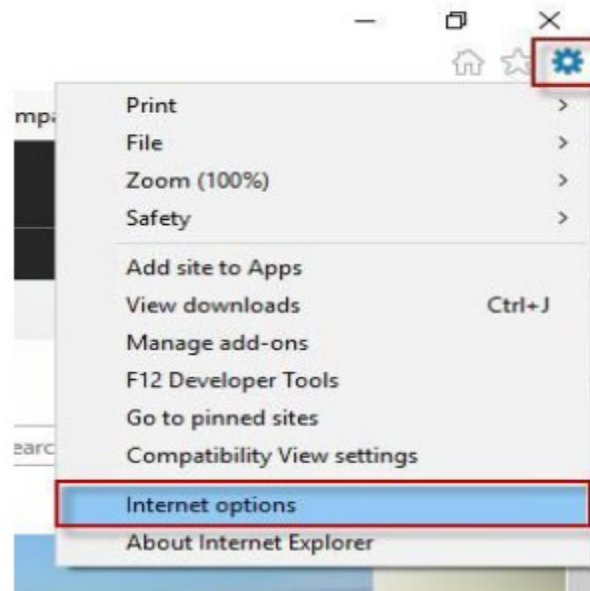 Print
File
Zoom (100%)
Safety
Add site to Apps
View downloads Ctrl+J
Manage add-ons
F12 Developer Tools
Go to pinned sites
Compatibility View settings
Internet options
About Internet Explorer